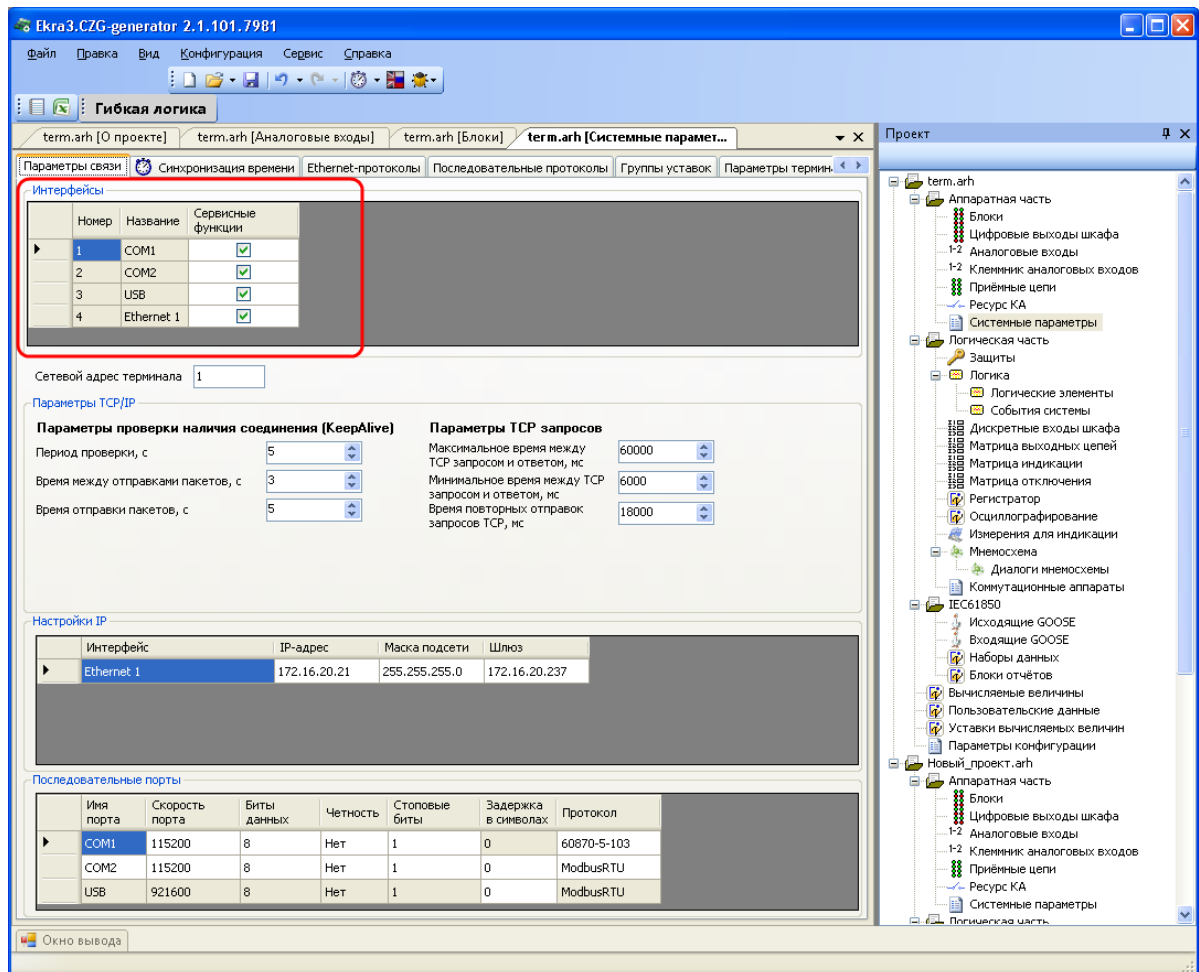 Ekra3.CZG-generator 2.1.101.7981
Файл Правка Вид Конфигурация Сервис Справка
Гибкая логика
term.arh [О проекте] term.arh [Аналоговые входы] term.arh [Блоки] term.arh [Системные парамет...
Параметры связи Синхронизация времени Ethernet-протоколы Последовательные протоколы Группы уставок Параметры термин
Интерфейсы
Номер Название Сервисные функции
1 COM1
2 COM2
3 USB
4 Ethernet 1
Сетевой адрес терминала 1
Параметры TCP/IP
Параметры проверки наличия соединения (KeepAlive)
Период проверки, с 5
Время между отправками пакетов, с 3
Время отправки пакетов, с 5
Параметры TCP запросов
Максимальное время между
TCP запросом и ответом, мс 60000
Минимальное время между TCP
запросом и ответом, мс 6000
Время повторных отправок
запросов TCP, мс 18000
Настройки IP
Интерфейс IP-адрес Маска подсети Шлюз
Ethernet 1 172.16.20.21 255.255.255.0 172.16.20.237
Последовательные порты
Имя порта Скорость порта Биты данных Четность Стоповые биты Задержка в символах Протокол
COM1 115200 8 Нет 1 0 60870-5-103
COM2 115200 8 Нет 1 0 ModbusRTU
USB 921600 8 Нет 1 0 ModbusRTU
Окно вывода
Проект
term.arh
Аппаратная часть
Блоки
Цифровые выходы шкафа
1-2 Аналоговые входы
1-2 Клеммник аналоговых входов
Приёмные цепи
Ресурс КА
Системные параметры
Логическая часть
Защиты
Логика
Логические элементы
События системы
Дискретные входы шкафа
Матрица выходных цепей
Матрица индикации
Матрица отключения
Регистратор
Осциллографирование
Измерения для индикации
Мнемосхема
Диалоги мнемосхемы
Коммутационные аппараты
IEC61850
Исходящие GOOSE
Входящие GOOSE
Наборы данных
Блоки отчётов
Вычисляемые величины
Пользовательские данные
Уставки вычисляемых величин
Параметры конфигурации
Новый_проект.arh
Аппаратная часть
Блоки
Цифровые выходы шкафа
1-2 Аналоговые входы
1-2 Клеммник аналоговых входов
Приёмные цепи
Ресурс КА
Системные параметры
Логическая часть